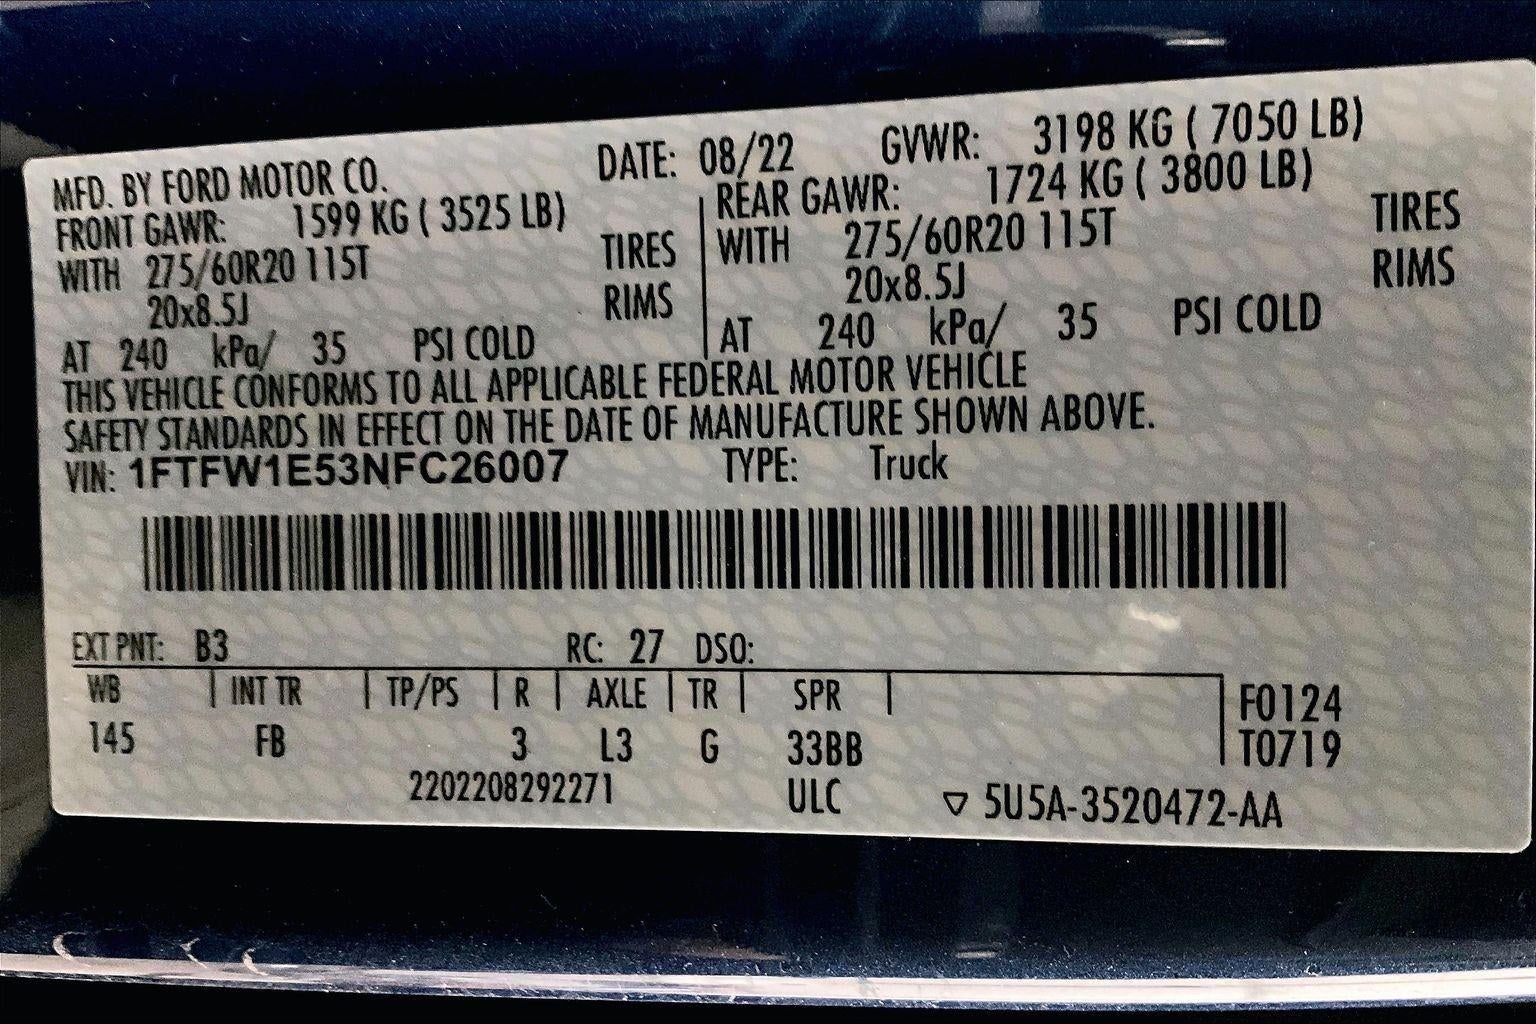 MFD. BY FORD MOTOR CO. DATE: 08/22 GVWR: 3198 KG ( 7050 LB)
FRONT GAWR: 1599 KG ( 3525 LB) REAR GAWR: 1724 KG ( 3800 LB)
WITH 275/60R20 115T TIRES WITH 275/60R20 115T TIRES
20x8.5J RIMS 20x8.5J RIMS
AT 240 kPa/ 35 PSI COLD AT 240 kPa/ 35 PSI COLD
THIS VEHICLE CONFORMS TO ALL APPLICABLE FEDERAL MOTOR VEHICLE
SAFETY STANDARDS IN EFFECT ON THE DATE OF MANUFACTURE SHOWN ABOVE.
VIN: 1FTFW1E53NFC26007 TYPE: Truck
EXT PNT: B3 RC: 27 DSO:
WB INT TR TP/PS R AXLE TR SPR F0124
145 FB 3 L3 G 33BB T0719
2202208292271 ULC ▽ 5U5A-3520472-AA